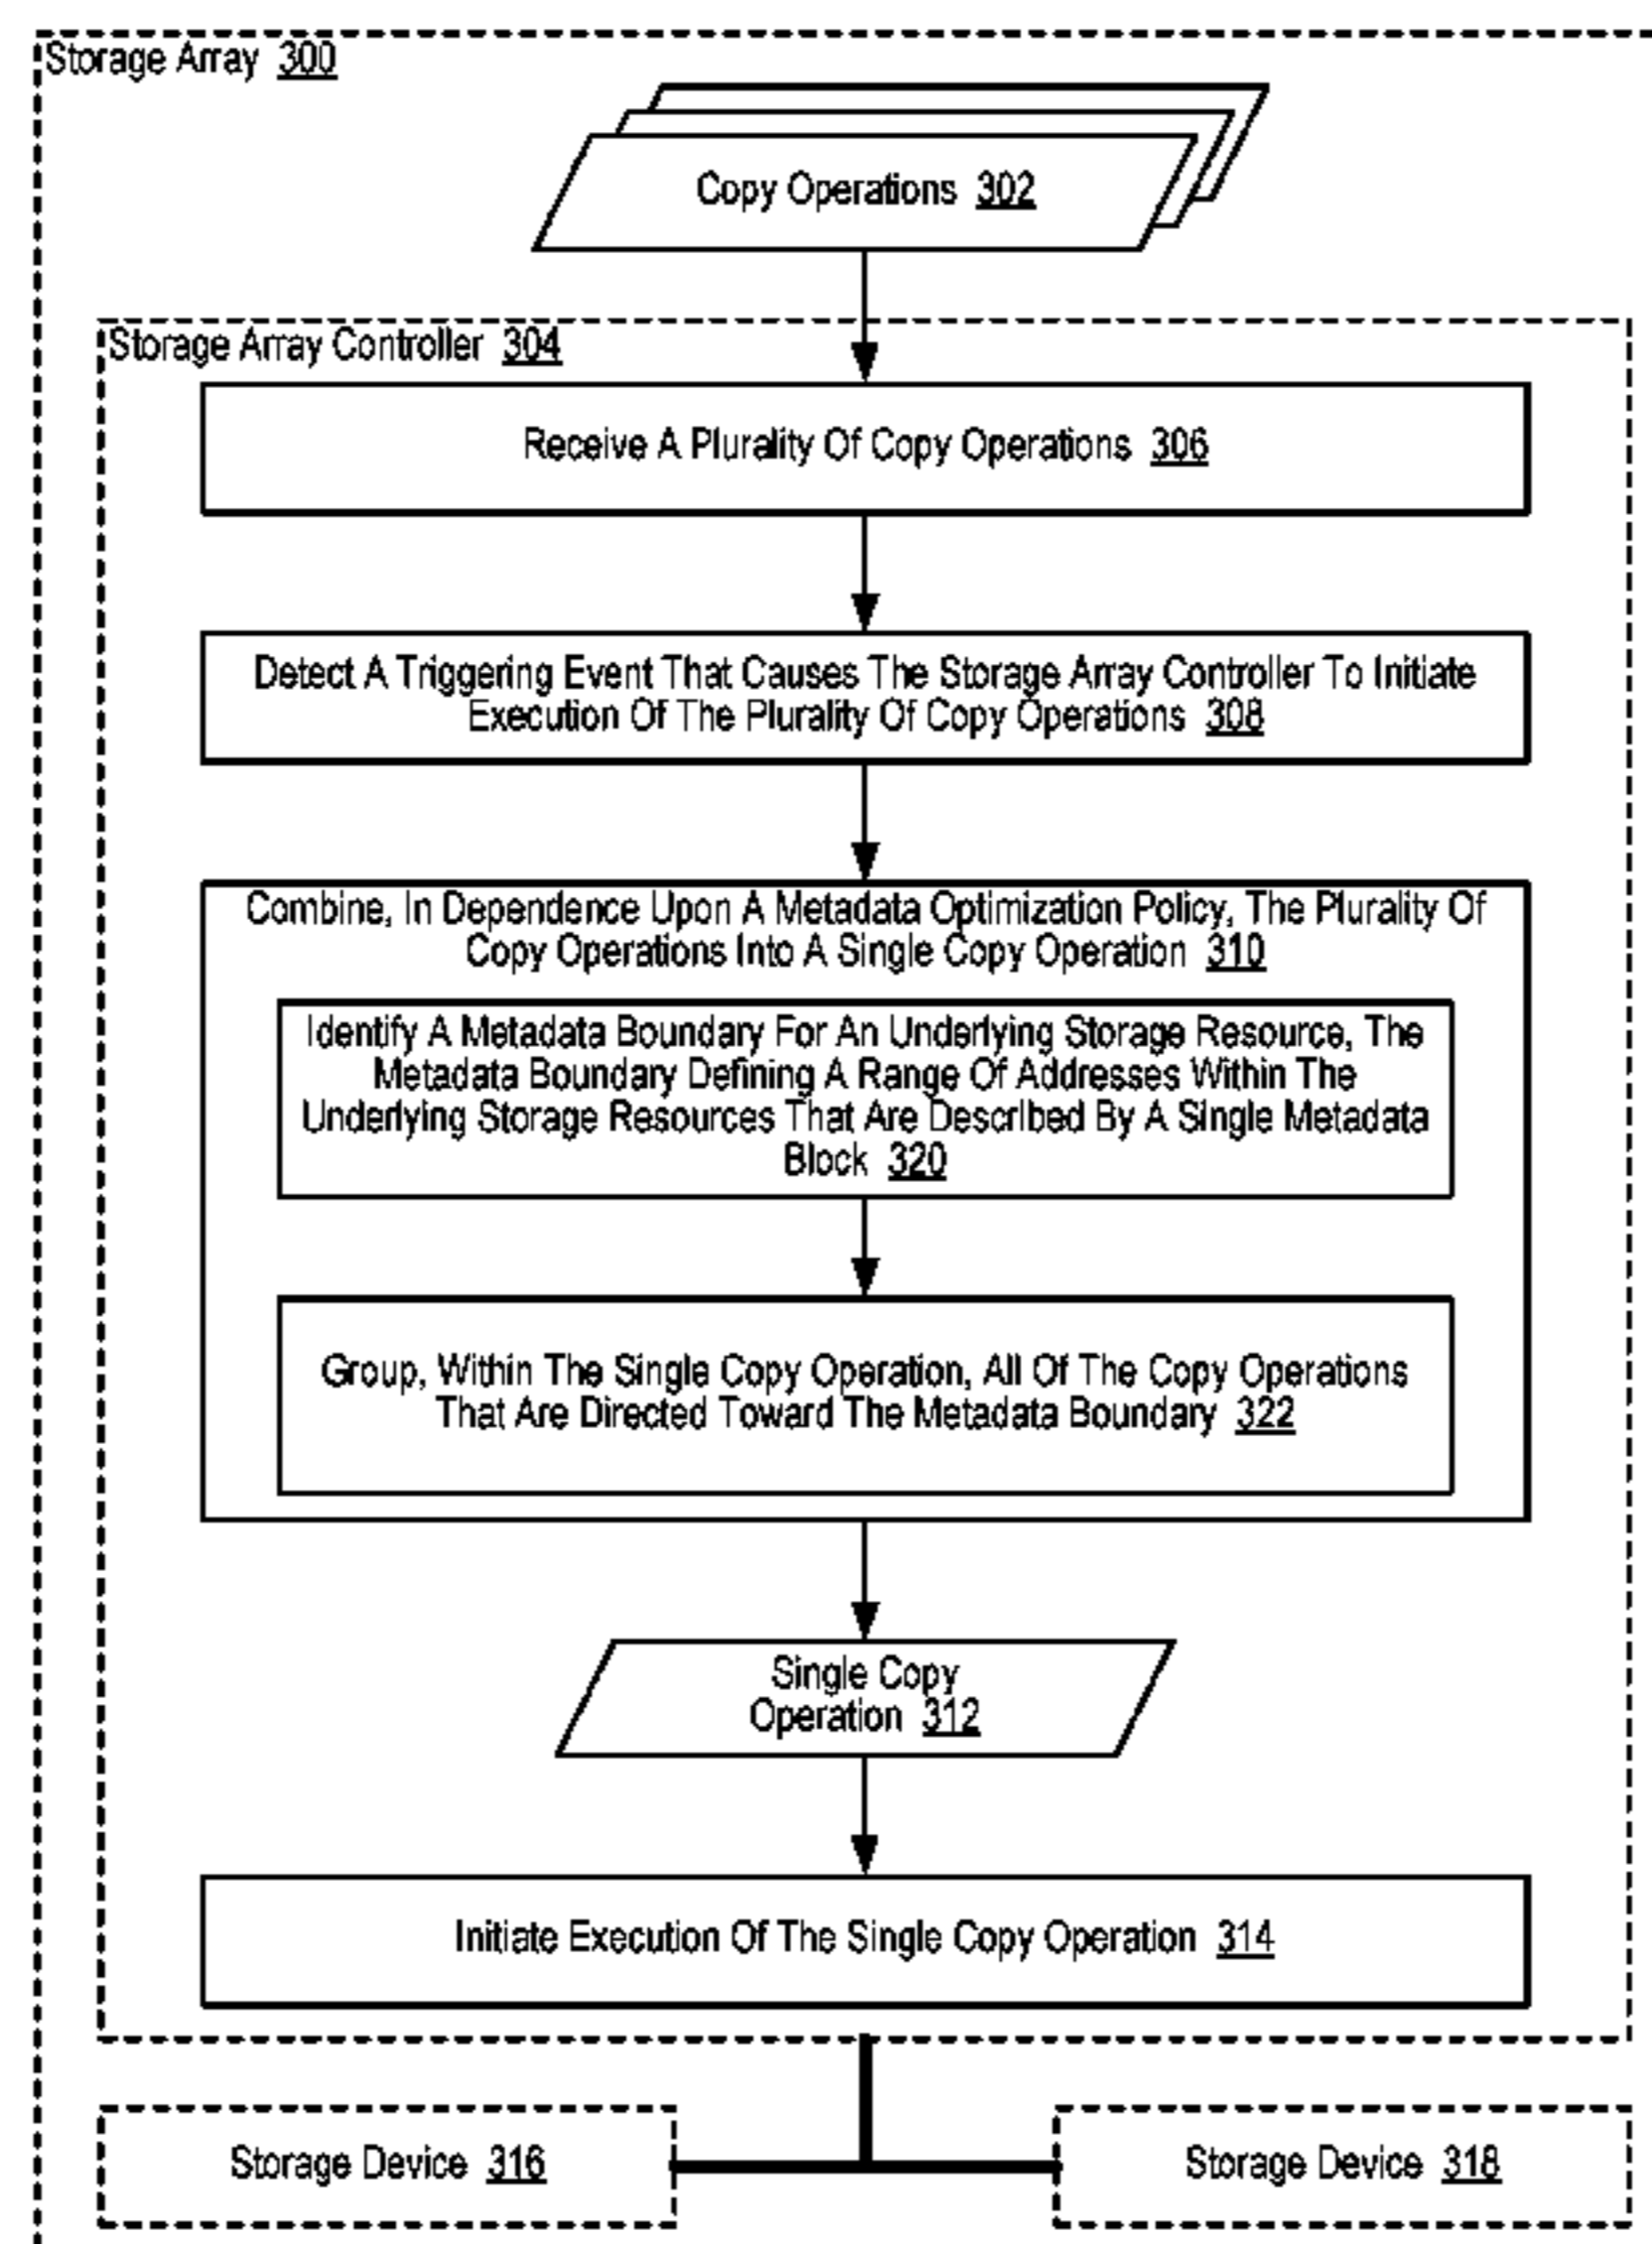 Storage Array 300
Copy Operations 302
Storage Array Controller 304
Receive A Plurality Of Copy Operations 306
Detect A Triggering Event That Causes The Storage Array Controller To Initiate
Execution Of The Plurality Of Copy Operations 308
Combine, In Dependence Upon A Metadata Optimization Policy, The Plurality Of
Copy Operations Into A Single Copy Operation 310
Identify A Metadata Boundary For An Underlying Storage Resource, The
Metadata Boundary Defining A Range Of Addresses Within The
Underlying Storage Resources That Are Described By A Single Metadata
Block 320
Group, Within The Single Copy Operation, All Of The Copy Operations
That Are Directed Toward The Metadata Boundary 322
Single Copy
Operation 312
Initiate Execution Of The Single Copy Operation 314
Storage Device 316
Storage Device 318